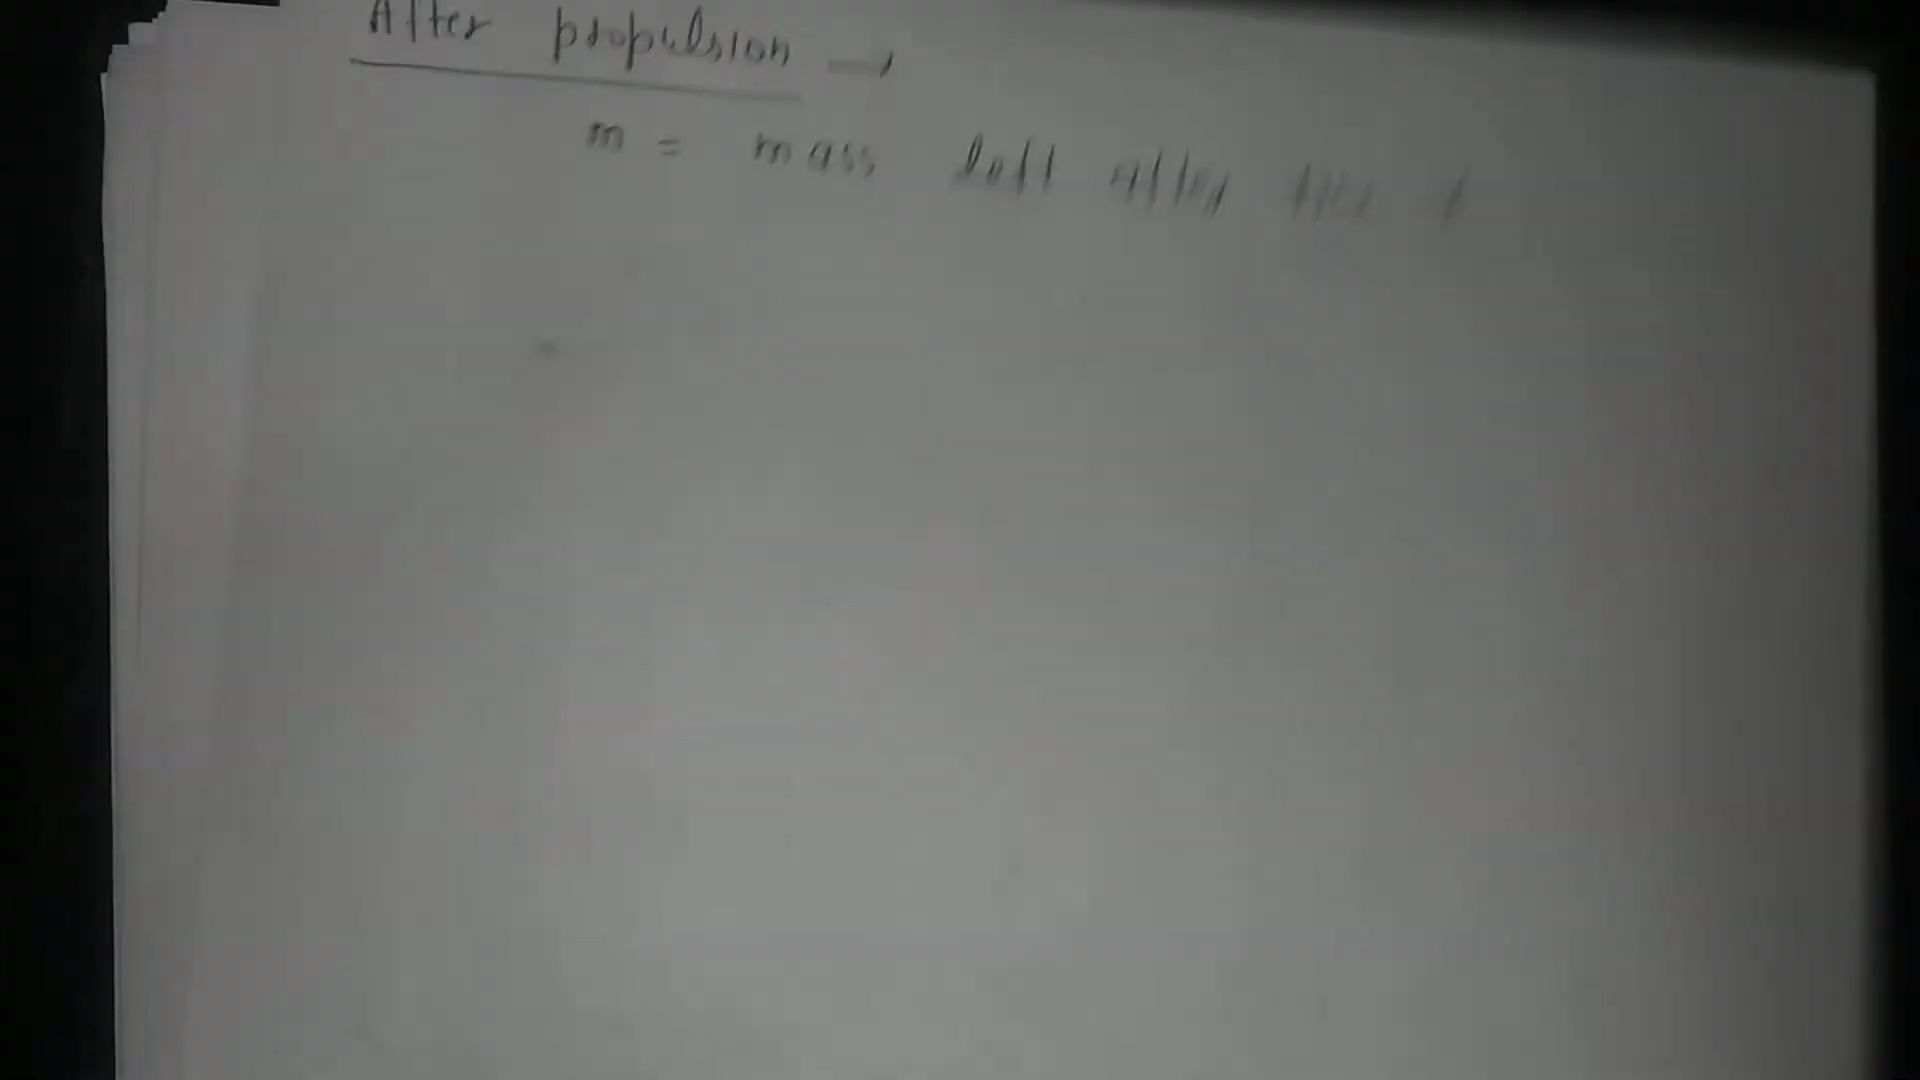 After propulsion →
m = mass left after